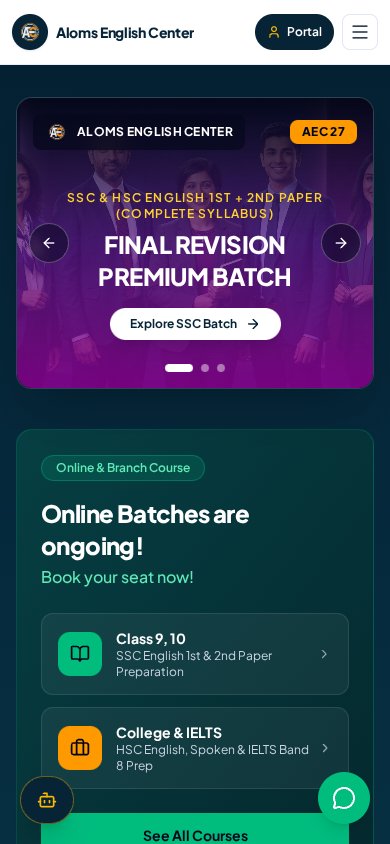 Aloms English Center
Portal
ALOMS ENGLISH CENTER
AEC 27
SSC & HSC ENGLISH 1ST + 2ND PAPER
(COMPLETE SYLLABUS)
FINAL REVISION
PREMIUM BATCH
Explore SSC Batch
Online & Branch Course
Online Batches are
ongoing!
Book your seat now!
Class 9, 10
SSC English 1st & 2nd Paper
Preparation
College & IELTS
HSC English, Spoken & IELTS Band
8 Prep
See All Courses